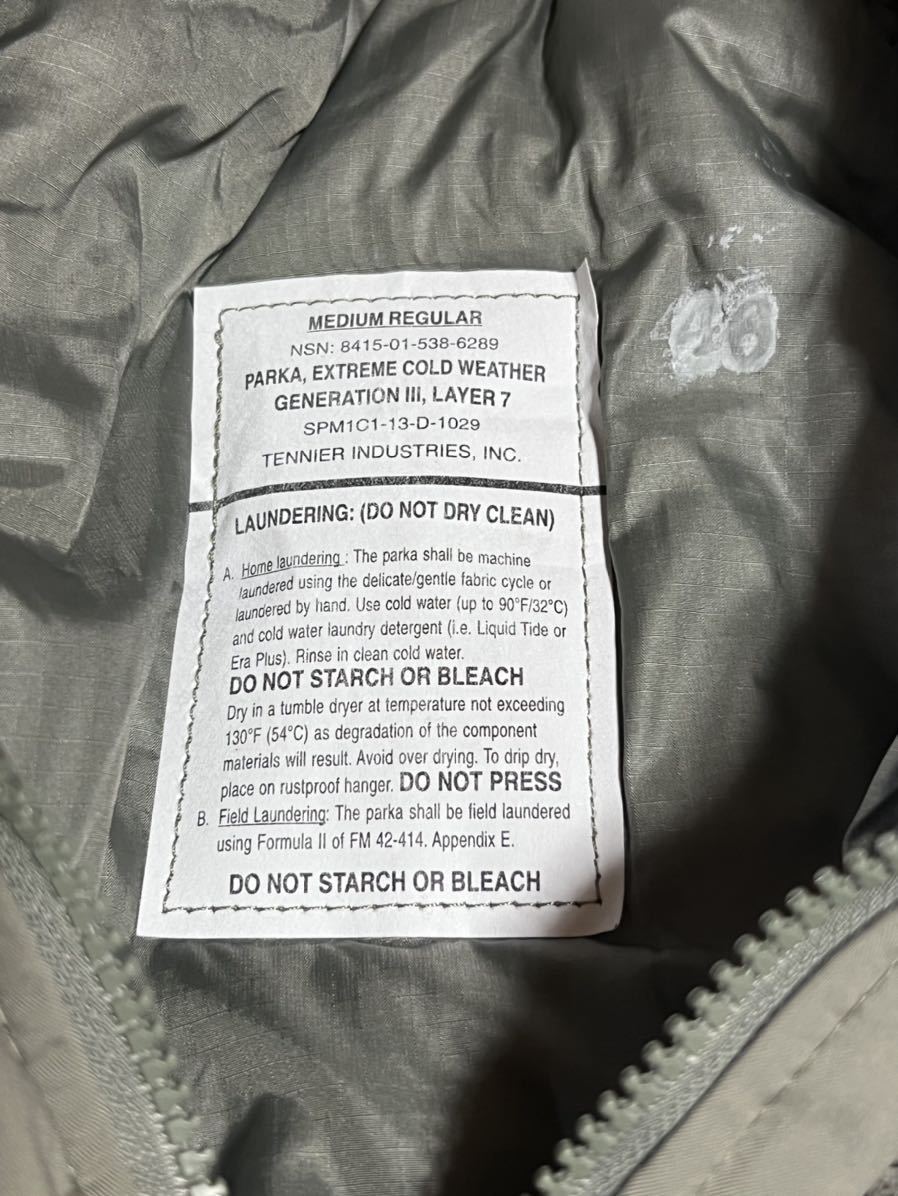 MEDIUM REGULAR
NSN: 8415-01-538-6289
PARKA, EXTREME COLD WEATHER
GENERATION III, LAYER 7
SPM1C1-13-D-1029
TENNIER INDUSTRIES, INC.
LAUNDERING: (DO NOT DRY CLEAN)
A. Home laundering : The parka shall be machine
laundered using the delicate/gentle fabric cycle or
laundered by hand. Use cold water (up to 90°F/32°C)
and cold water laundry detergent (i.e. Liquid Tide or
Era Plus). Rinse in clean cold water.
DO NOT STARCH OR BLEACH
Dry in a tumble dryer at temperature not exceeding
130°F (54°C) as degradation of the component
materials will result. Avoid over drying. To drip dry,
place on rustproof hanger. DO NOT PRESS
B. Field Laundering: The parka shall be field laundered
using Formula II of FM 42-414. Appendix E.
DO NOT STARCH OR BLEACH